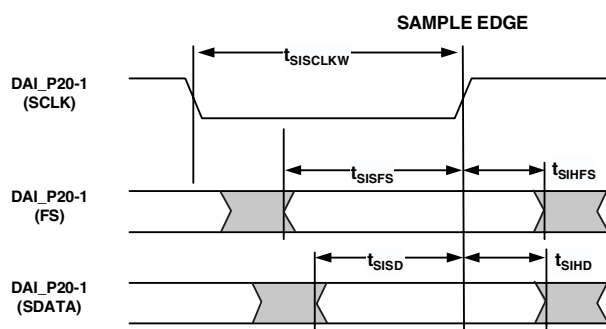 SAMPLE EDGE
tSISCLKW
DAI_P20-1
(SCLK)
tSISFS
tSIHFS
DAI_P20-1
(FS)
tSISD
tSIHD
DAI_P20-1
(SDATA)